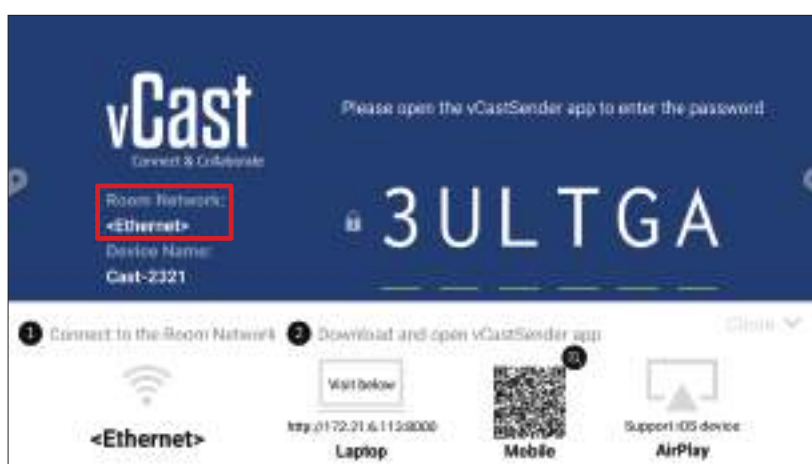 vCast
Connect & Collaborate
Please open the vCastSender app to enter the password
Room Network:
<Ethernet>
3ULTGA
Device Name:
Cast-2321
Close
1 Connect to the Room Network
2 Download and open vCastSender app
Visit below
http://172.21.6.113:8000
Laptop
Mobile
Support iOS device
AirPlay
<Ethernet>